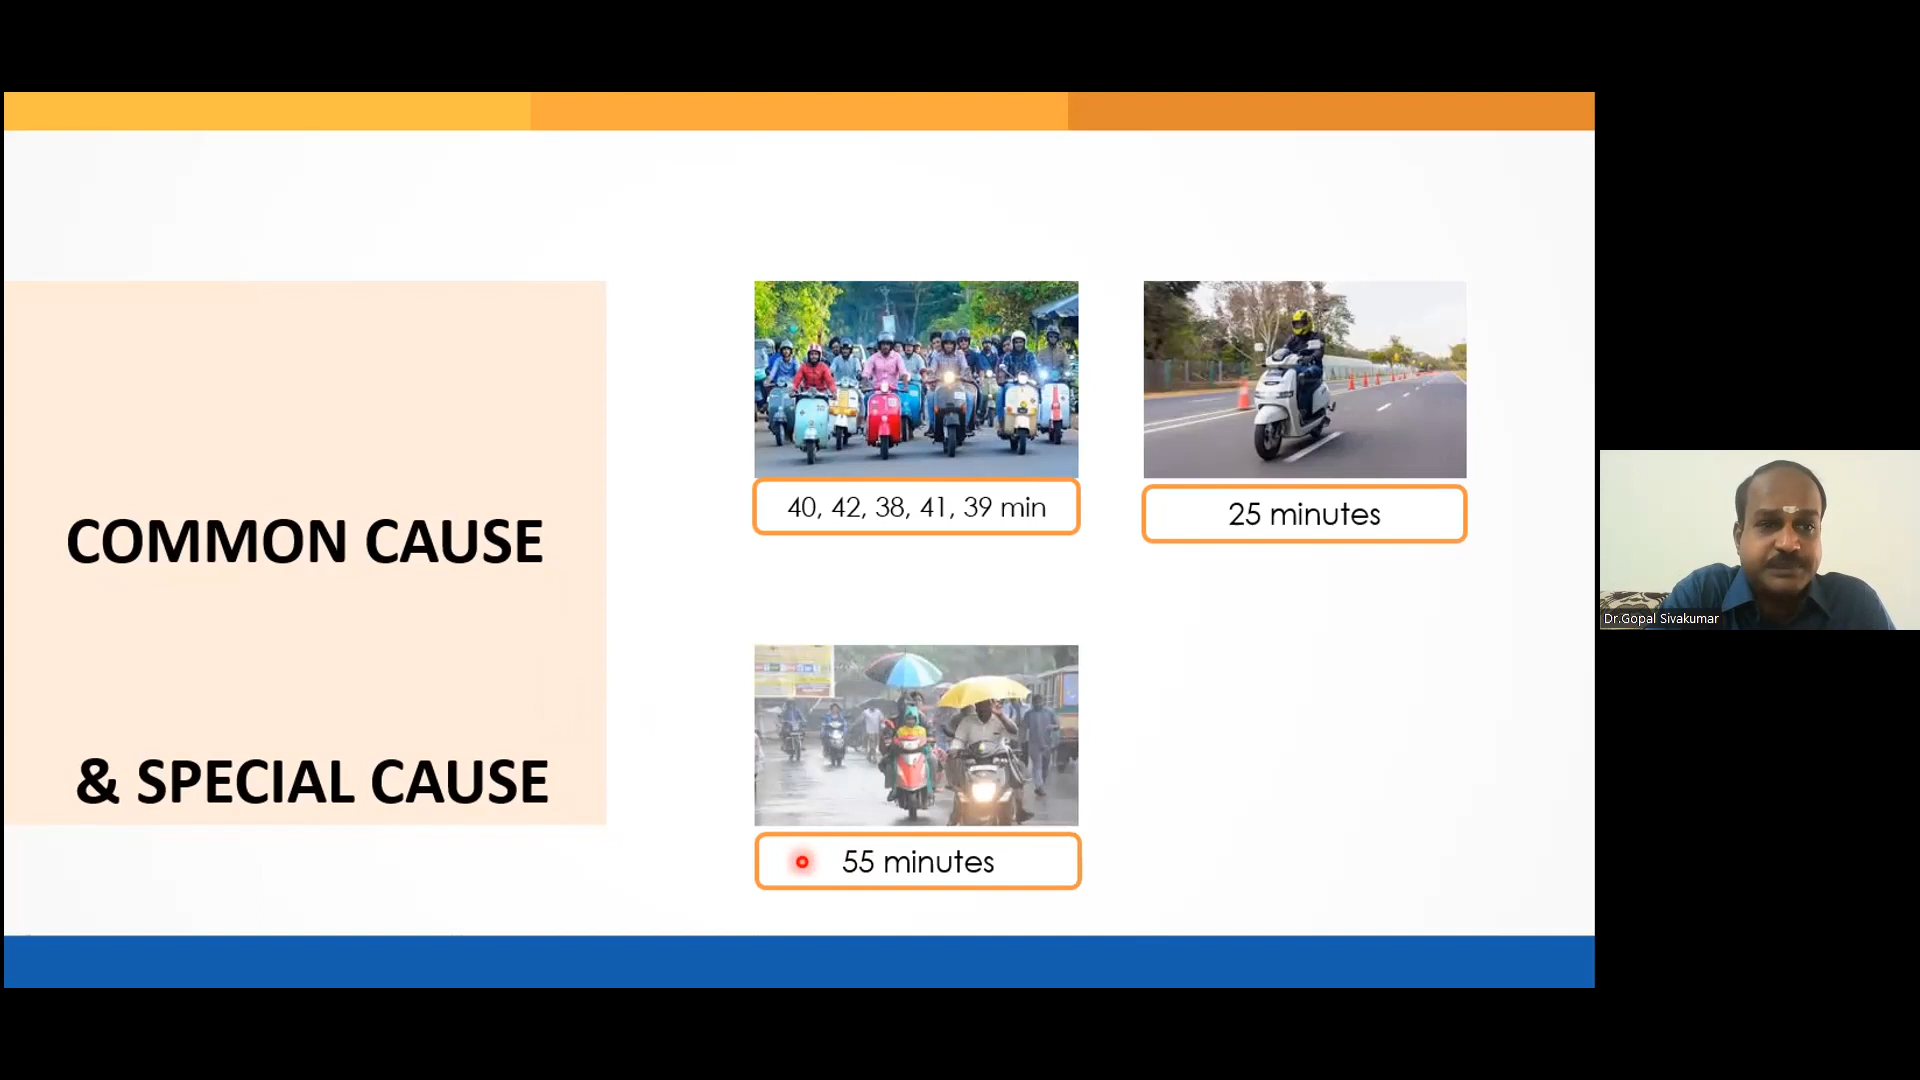 COMMON CAUSE
& SPECIAL CAUSE
40, 42, 38, 41, 39 min
25 minutes
55 minutes
Dr.Gopal Sivakumar